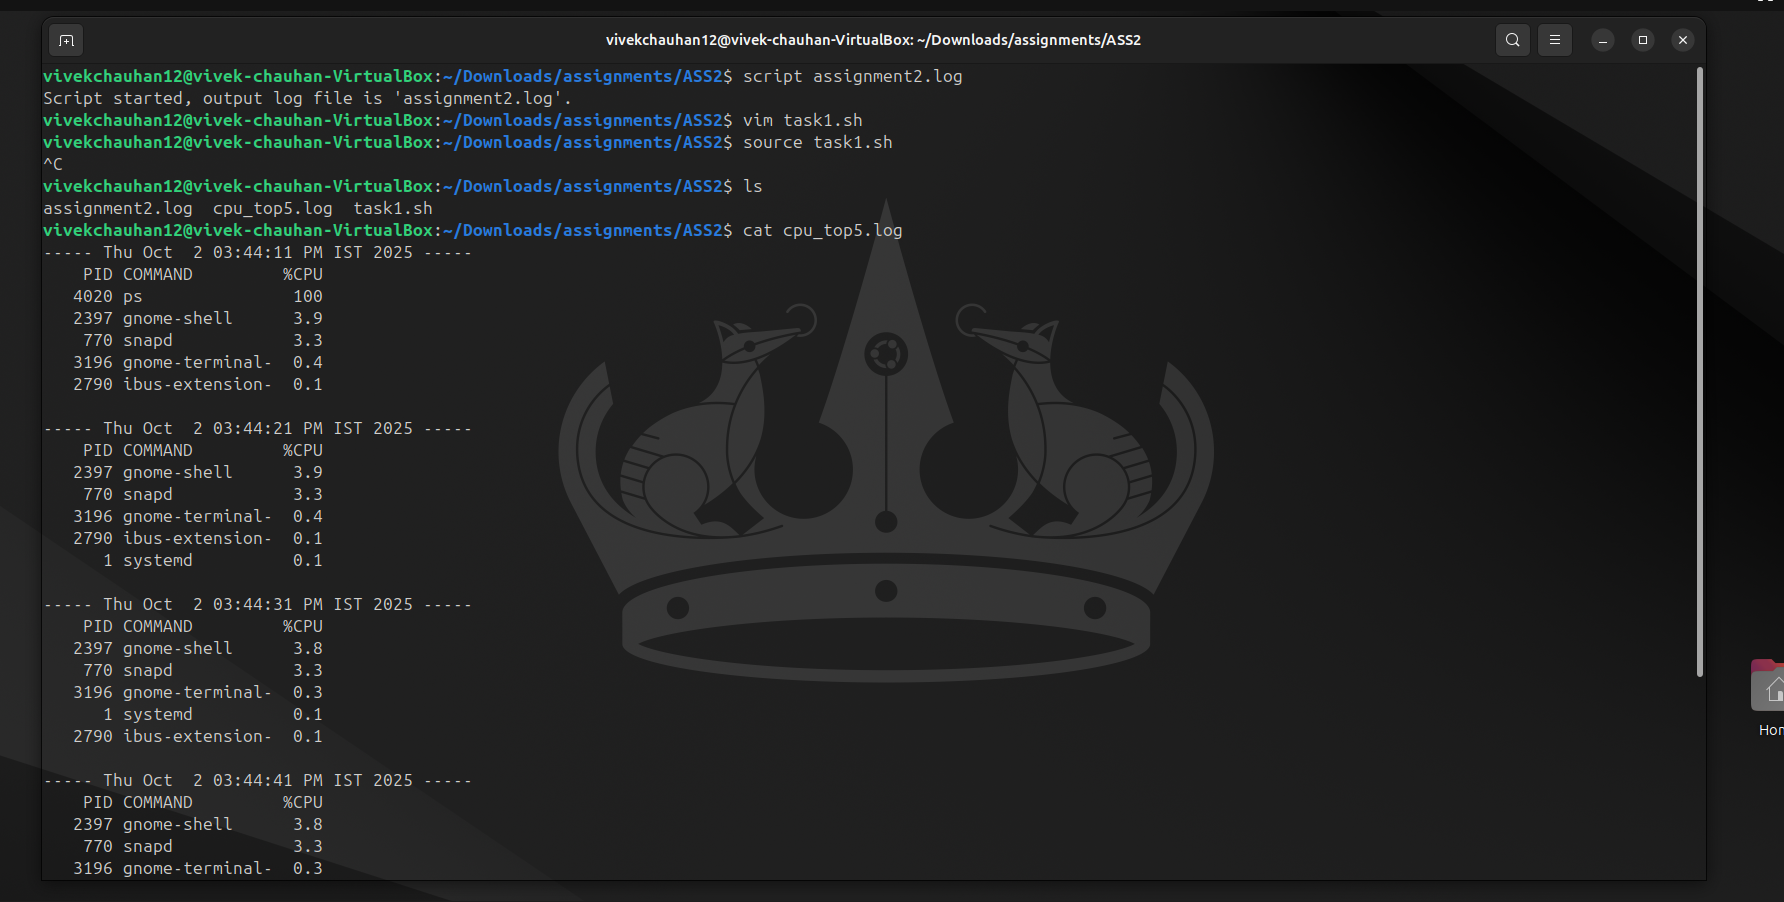 vivekchauhan12@vivek-chauhan-VirtualBox: ~/Downloads/assignments/ASS2
vivekchauhan12@vivek-chauhan-VirtualBox:~/Downloads/assignments/ASS2$ script assignment2.log
Script started, output log file is 'assignment2.log'.
vivekchauhan12@vivek-chauhan-VirtualBox:~/Downloads/assignments/ASS2$ vim task1.sh
vivekchauhan12@vivek-chauhan-VirtualBox:~/Downloads/assignments/ASS2$ source task1.sh
^C
vivekchauhan12@vivek-chauhan-VirtualBox:~/Downloads/assignments/ASS2$ ls
assignment2.log  cpu_top5.log  task1.sh
vivekchauhan12@vivek-chauhan-VirtualBox:~/Downloads/assignments/ASS2$ cat cpu_top5.log
----- Thu Oct  2 03:44:11 PM IST 2025 -----
    PID COMMAND         %CPU
   4020 ps               100
   2397 gnome-shell      3.9
    770 snapd            3.3
   3196 gnome-terminal-  0.4
   2790 ibus-extension-  0.1

----- Thu Oct  2 03:44:21 PM IST 2025 -----
    PID COMMAND         %CPU
   2397 gnome-shell      3.9
    770 snapd            3.3
   3196 gnome-terminal-  0.4
   2790 ibus-extension-  0.1
      1 systemd          0.1

----- Thu Oct  2 03:44:31 PM IST 2025 -----
    PID COMMAND         %CPU
   2397 gnome-shell      3.8
    770 snapd            3.3
   3196 gnome-terminal-  0.3
      1 systemd          0.1
   2790 ibus-extension-  0.1

----- Thu Oct  2 03:44:41 PM IST 2025 -----
    PID COMMAND         %CPU
   2397 gnome-shell      3.8
    770 snapd            3.3
   3196 gnome-terminal-  0.3